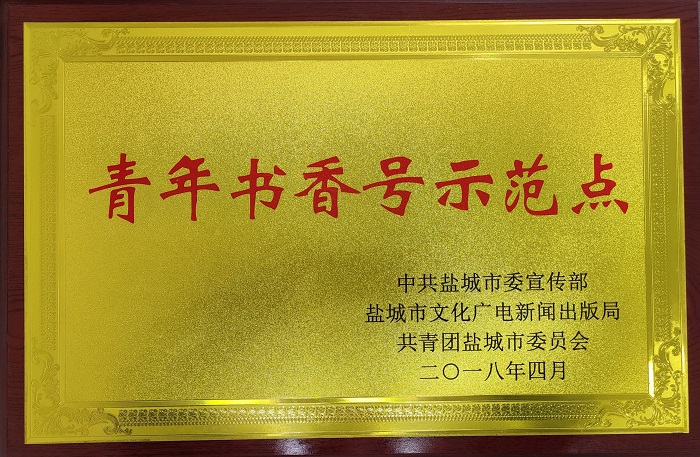 青年书香号示范点
中共盐城市委宣传部
盐城市文化广电新闻出版局
共青团盐城市委员会
二〇一八年四月